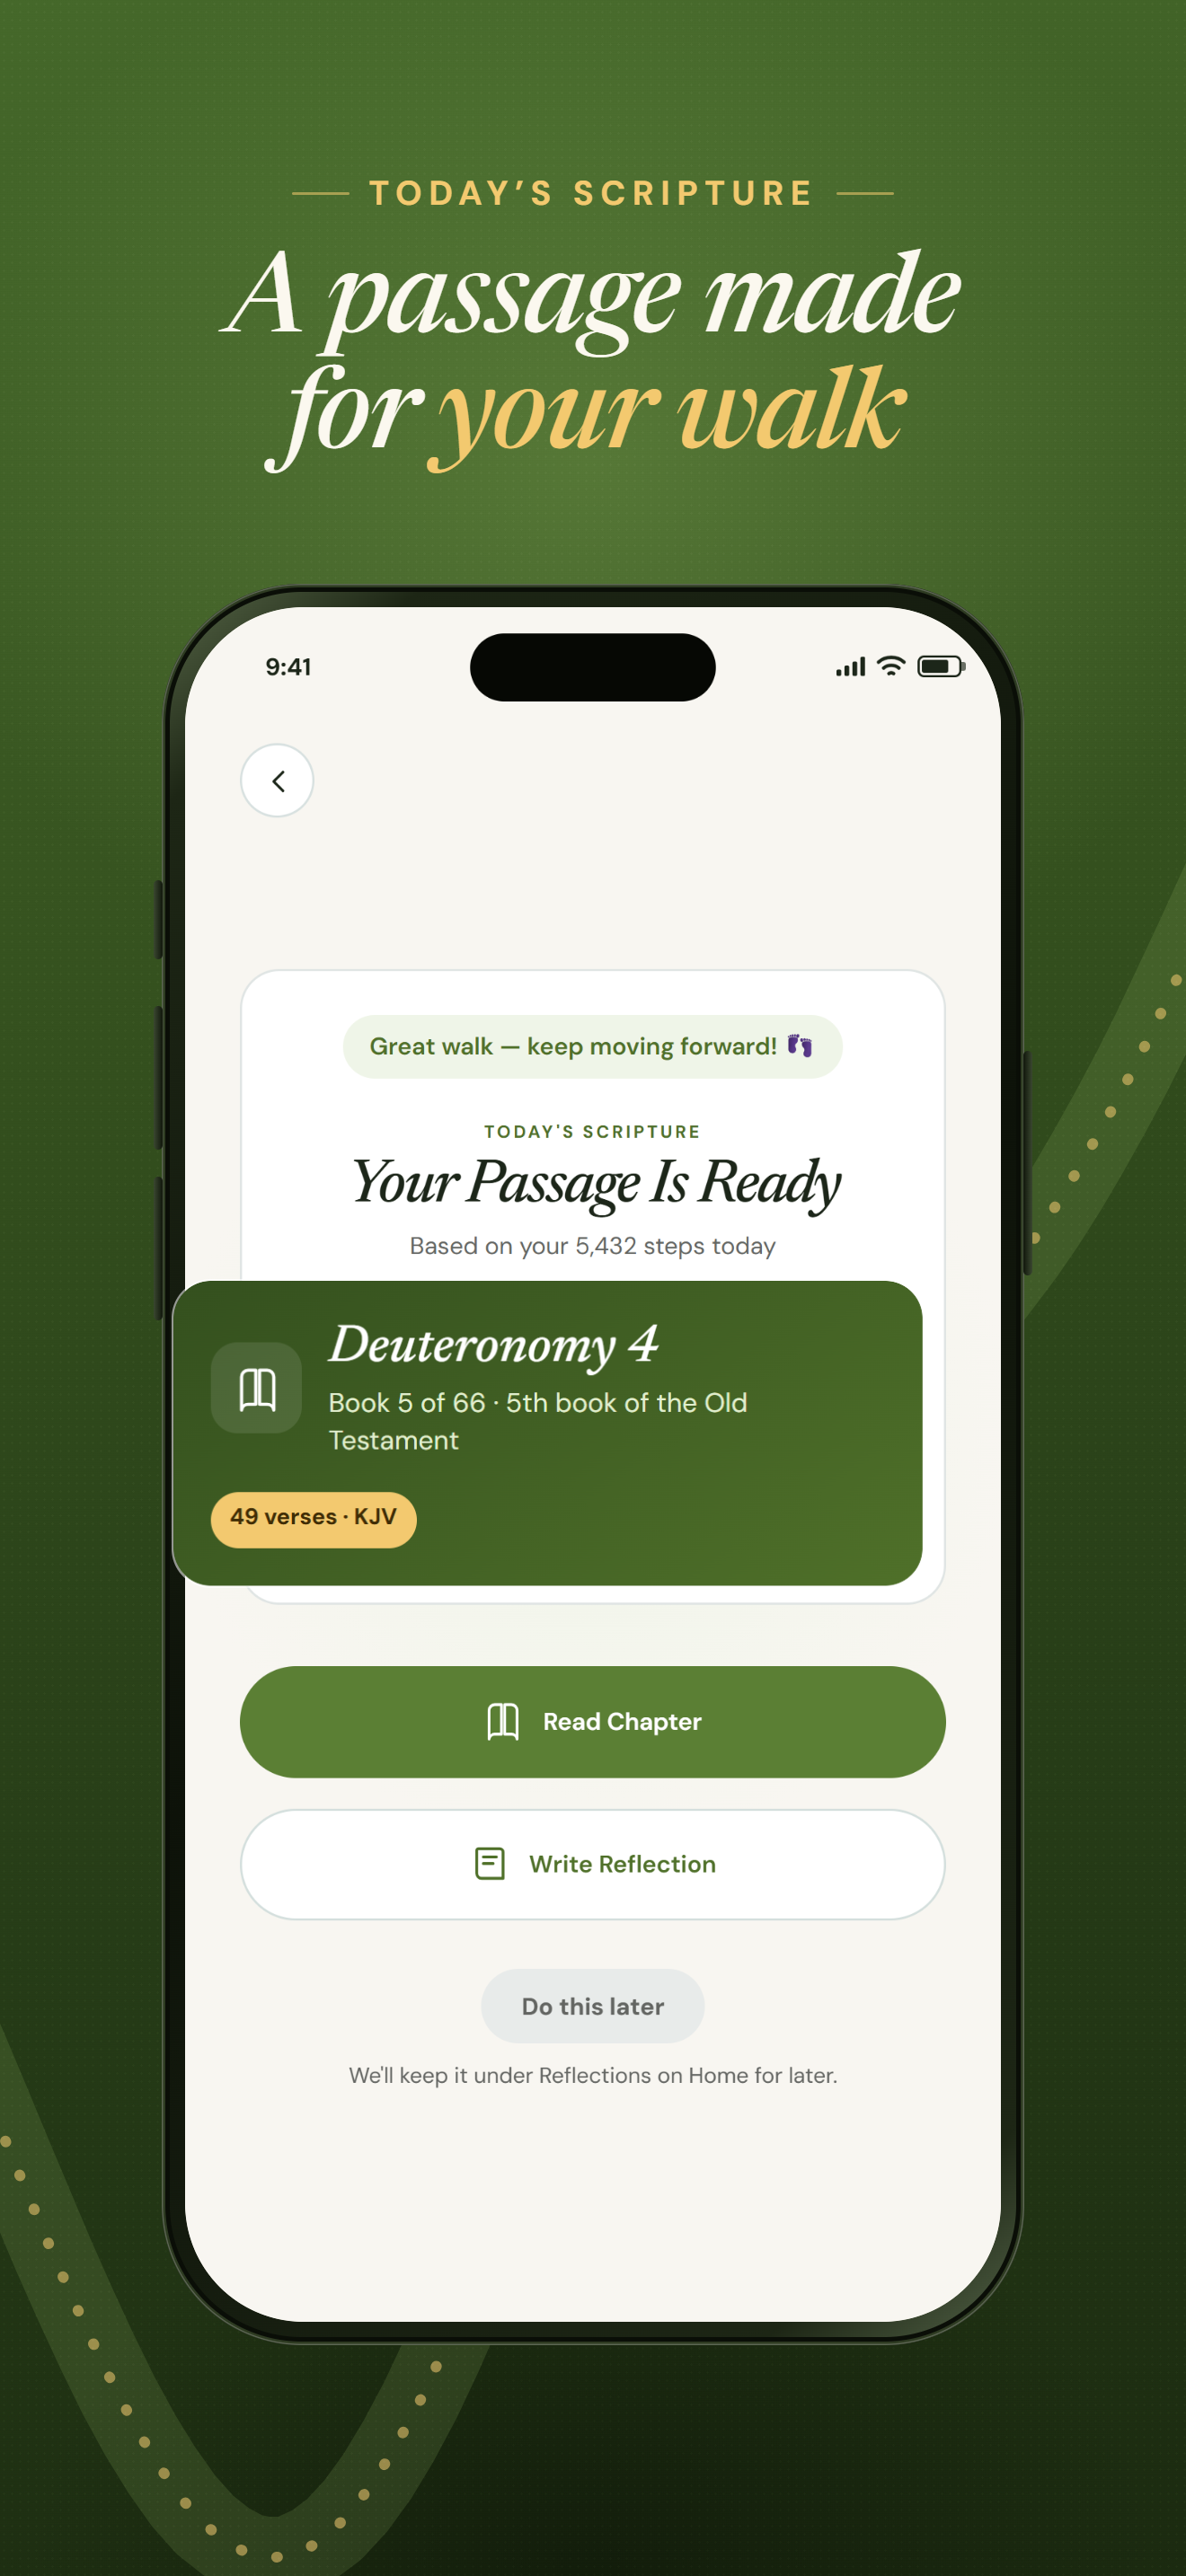 TODAY’S SCRIPTURE
A passage made
for your walk
9:41
Great walk — keep moving forward! 👣
TODAY'S SCRIPTURE
Your Passage Is Ready
Based on your 5,432 steps today
Deuteronomy 4
Book 5 of 66 · 5th book of the Old
Testament
49 verses · KJV
Read Chapter
Write Reflection
Do this later
We'll keep it under Reflections on Home for later.